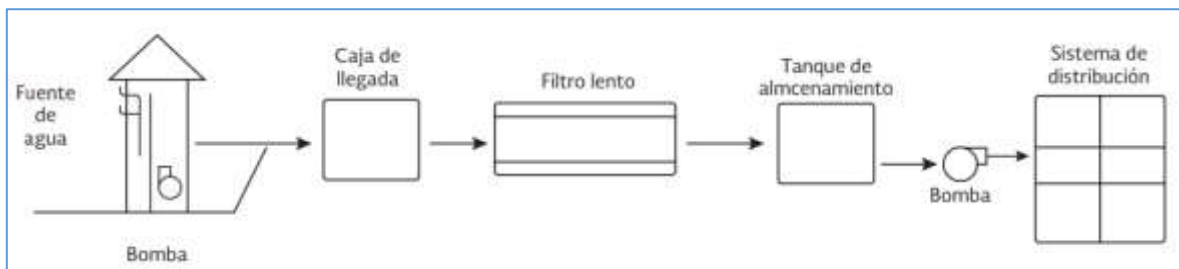 Fuente
de
agua
Bomba
Caja de
llegada
Filtro lento
Tanque de
almcenamiento
Bomba
Sistema de
distribución